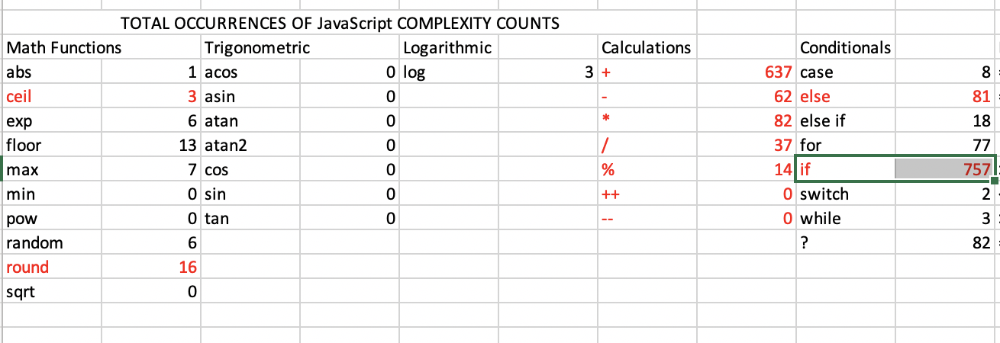 TOTAL OCCURRENCES OF JavaScript COMPLEXITY COUNTS
Math Functions Trigonometric Logarithmic Calculations Conditionals
abs 1 acos 0 log 3 + 637 case 8
ceil 3 asin 0 - 62 else 81
exp 6 atan 0 * 82 else if 18
floor 13 atan2 0 / 37 for 77
max 7 cos 0 % 14 if 757
min 0 sin 0 ++ 0 switch 2
pow 0 tan 0 -- 0 while 3
random 6 ? 82
round 16
sqrt 0